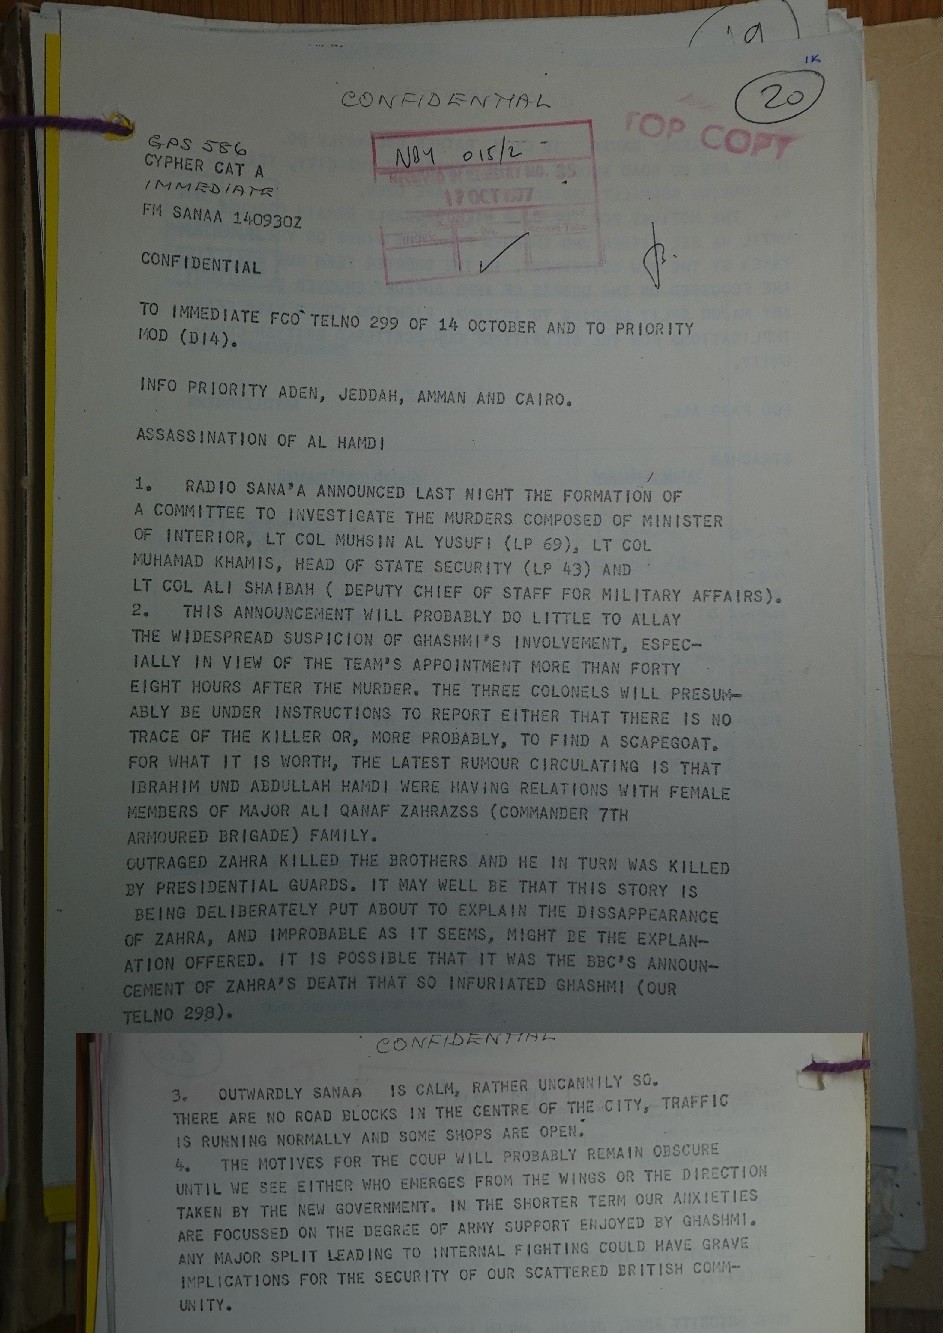 19
1K
20
CONFIDENTIAL
TOP COPY
GPS 586
CYPHER CAT A
IMMEDIATE
FM SANAA 140930Z
NBY 015/2
RECEIVED IN REGISTRY NO. 35
17 OCT 1977
INDEX
CONFIDENTIAL
TO IMMEDIATE FCO TELNO 299 OF 14 OCTOBER AND TO PRIORITY
MOD (DI4).
INFO PRIORITY ADEN, JEDDAH, AMMAN AND CAIRO.
ASSASSINATION OF AL HAMDI
1. RADIO SANA'A ANNOUNCED LAST NIGHT THE FORMATION OF
A COMMITTEE TO INVESTIGATE THE MURDERS COMPOSED OF MINISTER
OF INTERIOR, LT COL MUHSIN AL YUSUFI (LP 69), LT COL
MUHAMAD KHAMIS, HEAD OF STATE SECURITY (LP 43) AND
LT COL ALI SHAIBAH ( DEPUTY CHIEF OF STAFF FOR MILITARY AFFAIRS).
2. THIS ANNOUNCEMENT WILL PROBABLY DO LITTLE TO ALLAY
THE WIDESPREAD SUSPICION OF GHASHMI'S INVOLVEMENT, ESPEC-
IALLY IN VIEW OF THE TEAM'S APPOINTMENT MORE THAN FORTY
EIGHT HOURS AFTER THE MURDER. THE THREE COLONELS WILL PRESUM-
ABLY BE UNDER INSTRUCTIONS TO REPORT EITHER THAT THERE IS NO
TRACE OF THE KILLER OR, MORE PROBABLY, TO FIND A SCAPEGOAT.
FOR WHAT IT IS WORTH, THE LATEST RUMOUR CIRCULATING IS THAT
IBRAHIM UND ABDULLAH HAMDI WERE HAVING RELATIONS WITH FEMALE
MEMBERS OF MAJOR ALI QANAF ZAHRAZSS (COMMANDER 7TH
ARMOURED BRIGADE) FAMILY.
OUTRAGED ZAHRA KILLED THE BROTHERS AND HE IN TURN WAS KILLED
BY PRESIDENTIAL GUARDS. IT MAY WELL BE THAT THIS STORY IS
BEING DELIBERATELY PUT ABOUT TO EXPLAIN THE DISSAPPEARANCE
OF ZAHRA, AND IMPROBABLE AS IT SEEMS, MIGHT BE THE EXPLAN-
ATION OFFERED. IT IS POSSIBLE THAT IT WAS THE BBC'S ANNOUN-
CEMENT OF ZAHRA'S DEATH THAT SO INFURIATED GHASHMI (OUR
TELNO 298).
CONFIDENTIAL
3. OUTWARDLY SANAA IS CALM, RATHER UNCANNILY SO.
THERE ARE NO ROAD BLOCKS IN THE CENTRE OF THE CITY, TRAFFIC
IS RUNNING NORMALLY AND SOME SHOPS ARE OPEN.
4. THE MOTIVES FOR THE COUP WILL PROBABLY REMAIN OBSCURE
UNTIL WE SEE EITHER WHO EMERGES FROM THE WINGS OR THE DIRECTION
TAKEN BY THE NEW GOVERNMENT. IN THE SHORTER TERM OUR ANXIETIES
ARE FOCUSSED ON THE DEGREE OF ARMY SUPPORT ENJOYED BY GHASHMI.
ANY MAJOR SPLIT LEADING TO INTERNAL FIGHTING COULD HAVE GRAVE
IMPLICATIONS FOR THE SECURITY OF OUR SCATTERED BRITISH COMM-
UNITY.